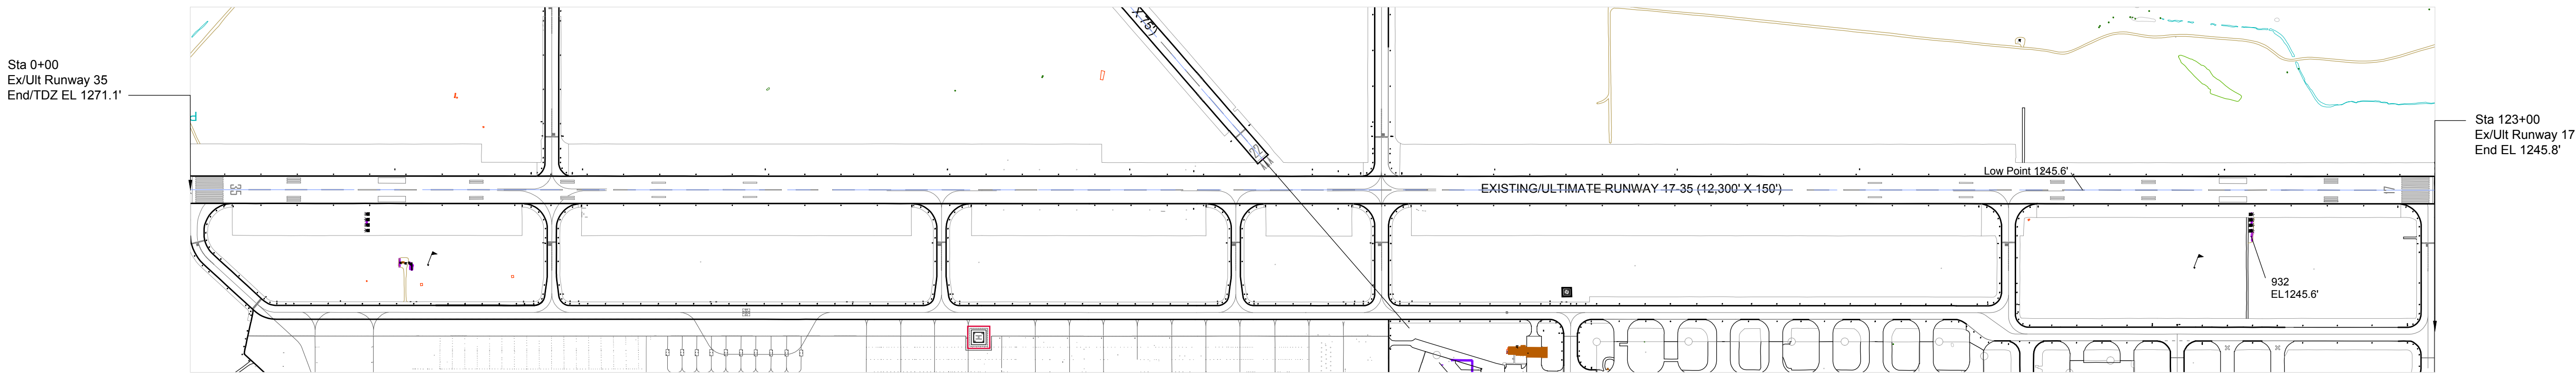 Sta 0+00
Ex/Ult Runway 35
End/TDZ EL 1271.1'
X 75')
22
35
EXISTING/ULTIMATE RUNWAY 17-35 (12,300' X 150')
Low Point 1245.6'
17
Sta 123+00
Ex/Ult Runway 17
End EL 1245.8'
932
EL1245.6'